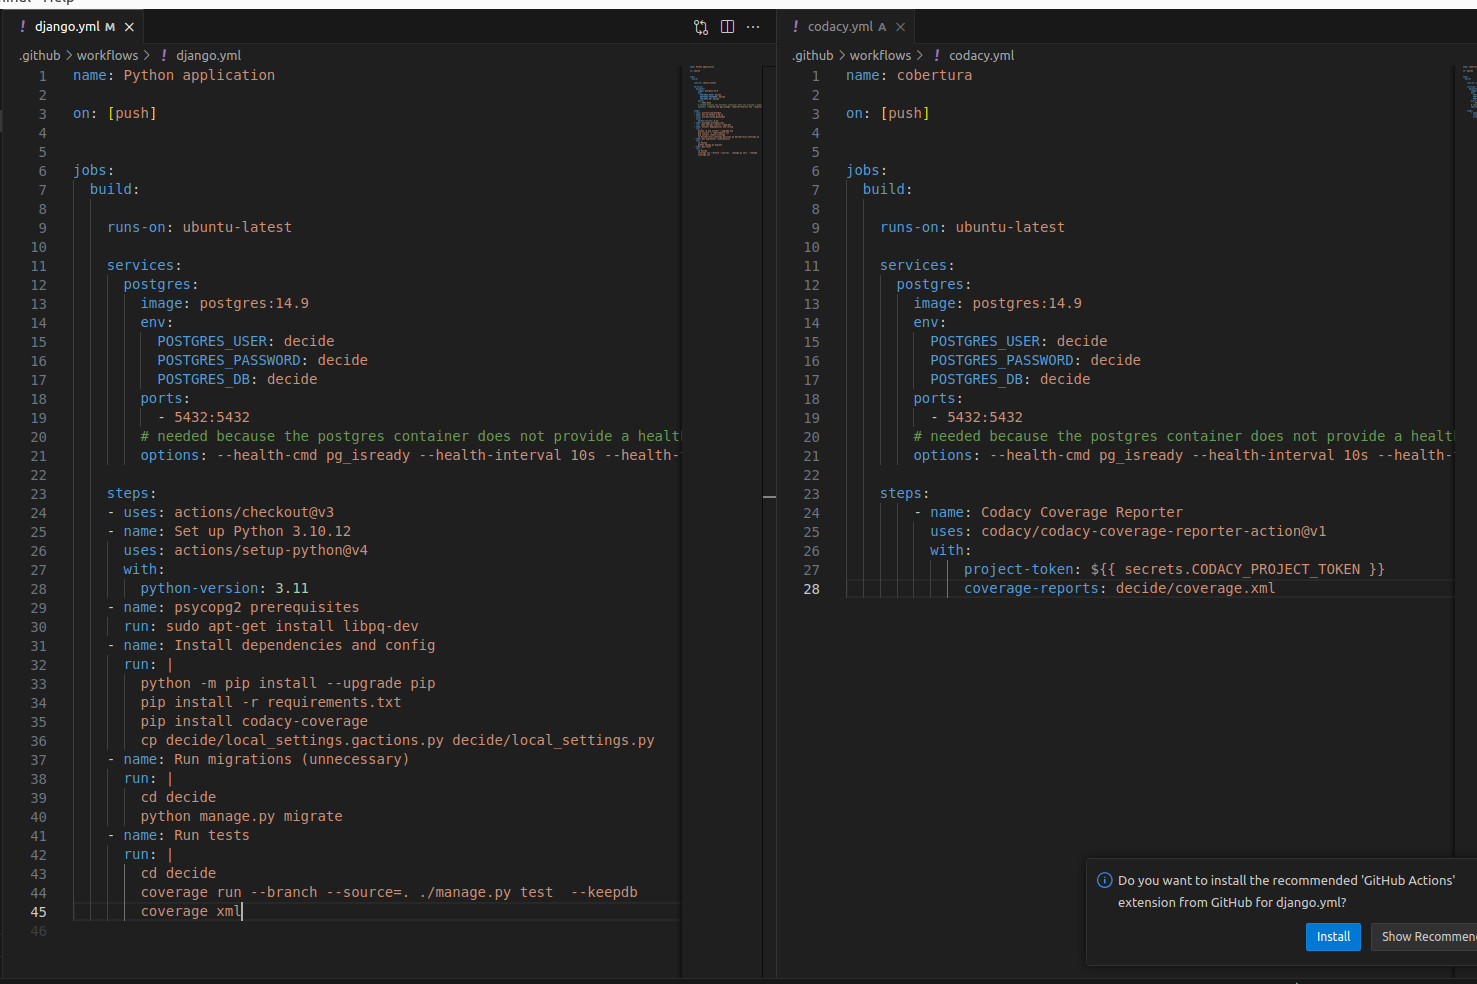 Help
django.yml M
.github > workflows > ! django.yml
1 name: Python application
2
3 on: [push]
4
5
6 jobs:
7 build:
8
9 runs-on: ubuntu-latest
10
11 services:
12 postgres:
13 image: postgres:14.9
14 env:
15 POSTGRES_USER: decide
16 POSTGRES_PASSWORD: decide
17 POSTGRES_DB: decide
18 ports:
19 - 5432:5432
20 # needed because the postgres container does not provide a healt
21 options: --health-cmd pg_isready --health-interval 10s --health-
22
23 steps:
24 - uses: actions/checkout@v3
25 - name: Set up Python 3.10.12
26 uses: actions/setup-python@v4
27 with:
28 python-version: 3.11
29 - name: psycopg2 prerequisites
30 run: sudo apt-get install libpq-dev
31 - name: Install dependencies and config
32 run: |
33 python -m pip install --upgrade pip
34 pip install -r requirements.txt
35 pip install codacy-coverage
36 cp decide/local_settings.gactions.py decide/local_settings.py
37 - name: Run migrations (unnecessary)
38 run: |
39 cd decide
40 python manage.py migrate
41 - name: Run tests
42 run: |
43 cd decide
44 coverage run --branch --source=. ./manage.py test  --keepdb
45 coverage xml
46
! codacy.yml A
.github > workflows > ! codacy.yml
1 name: cobertura
2
3 on: [push]
4
5
6 jobs:
7 build:
8
9 runs-on: ubuntu-latest
10
11 services:
12 postgres:
13 image: postgres:14.9
14 env:
15 POSTGRES_USER: decide
16 POSTGRES_PASSWORD: decide
17 POSTGRES_DB: decide
18 ports:
19 - 5432:5432
20 # needed because the postgres container does not provide a healt
21 options: --health-cmd pg_isready --health-interval 10s --health-
22
23 steps:
24 - name: Codacy Coverage Reporter
25 uses: codacy/codacy-coverage-reporter-action@v1
26 with:
27 project-token: ${{ secrets.CODACY_PROJECT_TOKEN }}
28 coverage-reports: decide/coverage.xml
Do you want to install the recommended 'GitHub Actions'
extension from GitHub for django.yml?
Install
Show Recommen